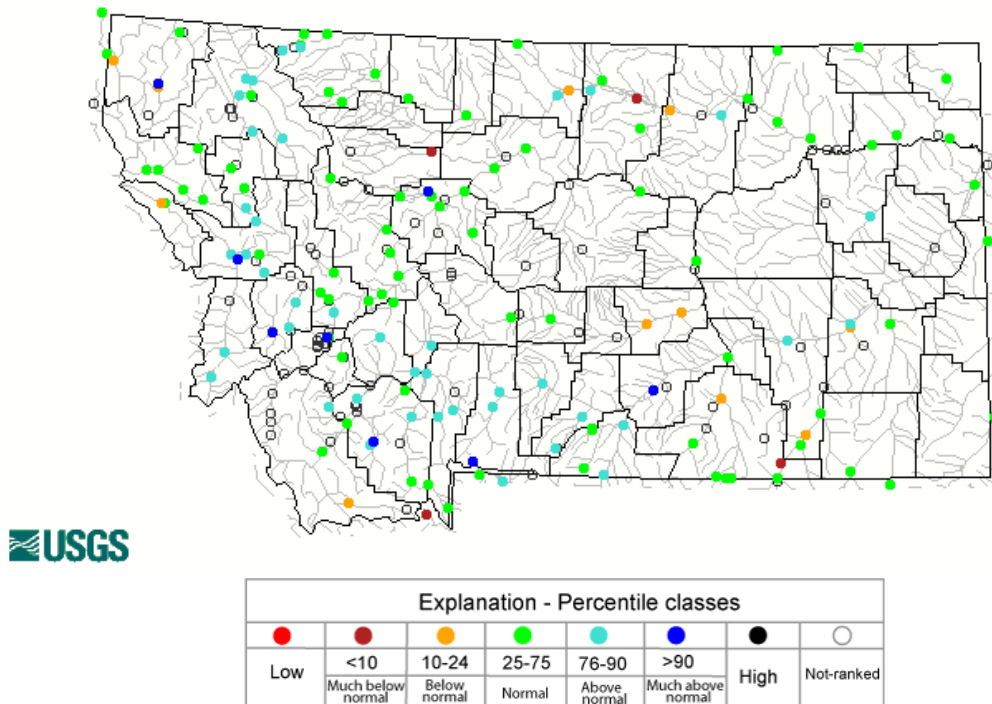 USGS
Explanation - Percentile classes
<10 10-24 25-75 76-90 >90
Low High Not-ranked
Much below normal Below normal Normal Above normal Much above normal